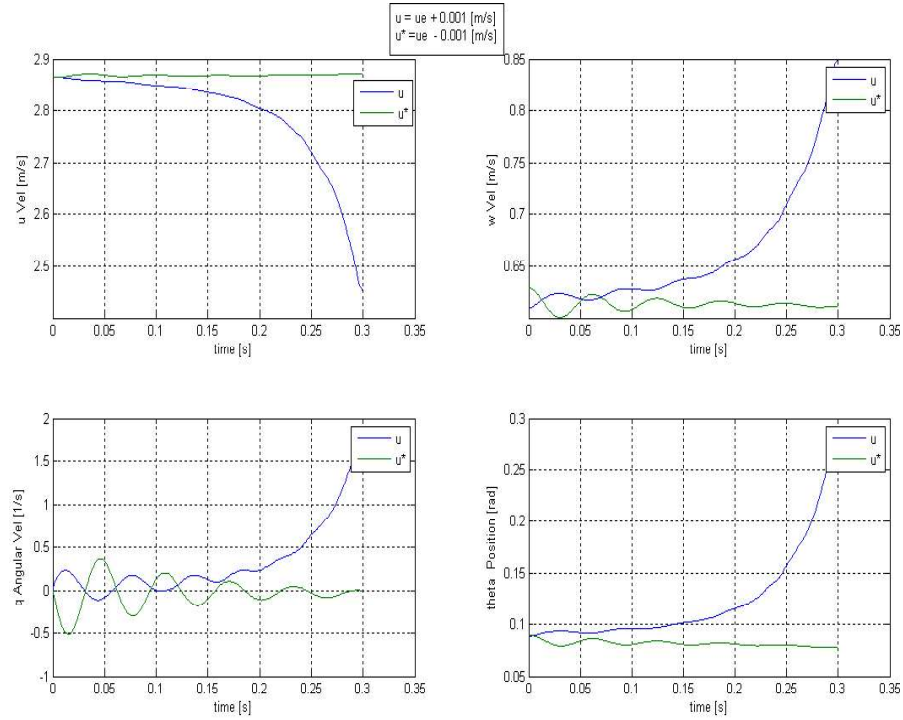 u = ue + 0.001 [m/s]
u* =ue - 0.001 [m/s]
2.9
2.8
2.7
2.6
2.5
0 0.05 0.1 0.15 0.2 0.25 0.3 0.35
u Vel [m/s]
time [s]
u
u*
0.85
0.75
0.65
0 0.05 0.1 0.15 0.2 0.25 0.3 0.35
w Vel [m/s]
time [s]
u
u*
2
1.5
1
0.5
0
-0.5
-1
0 0.05 0.1 0.15 0.2 0.25 0.3 0.35
q Angular Vel [1/s]
time [s]
u
u*
0.3
0.25
0.2
0.15
0.1
0.05
0 0.05 0.1 0.15 0.2 0.25 0.3 0.35
theta Position [rad]
time [s]
u
u*